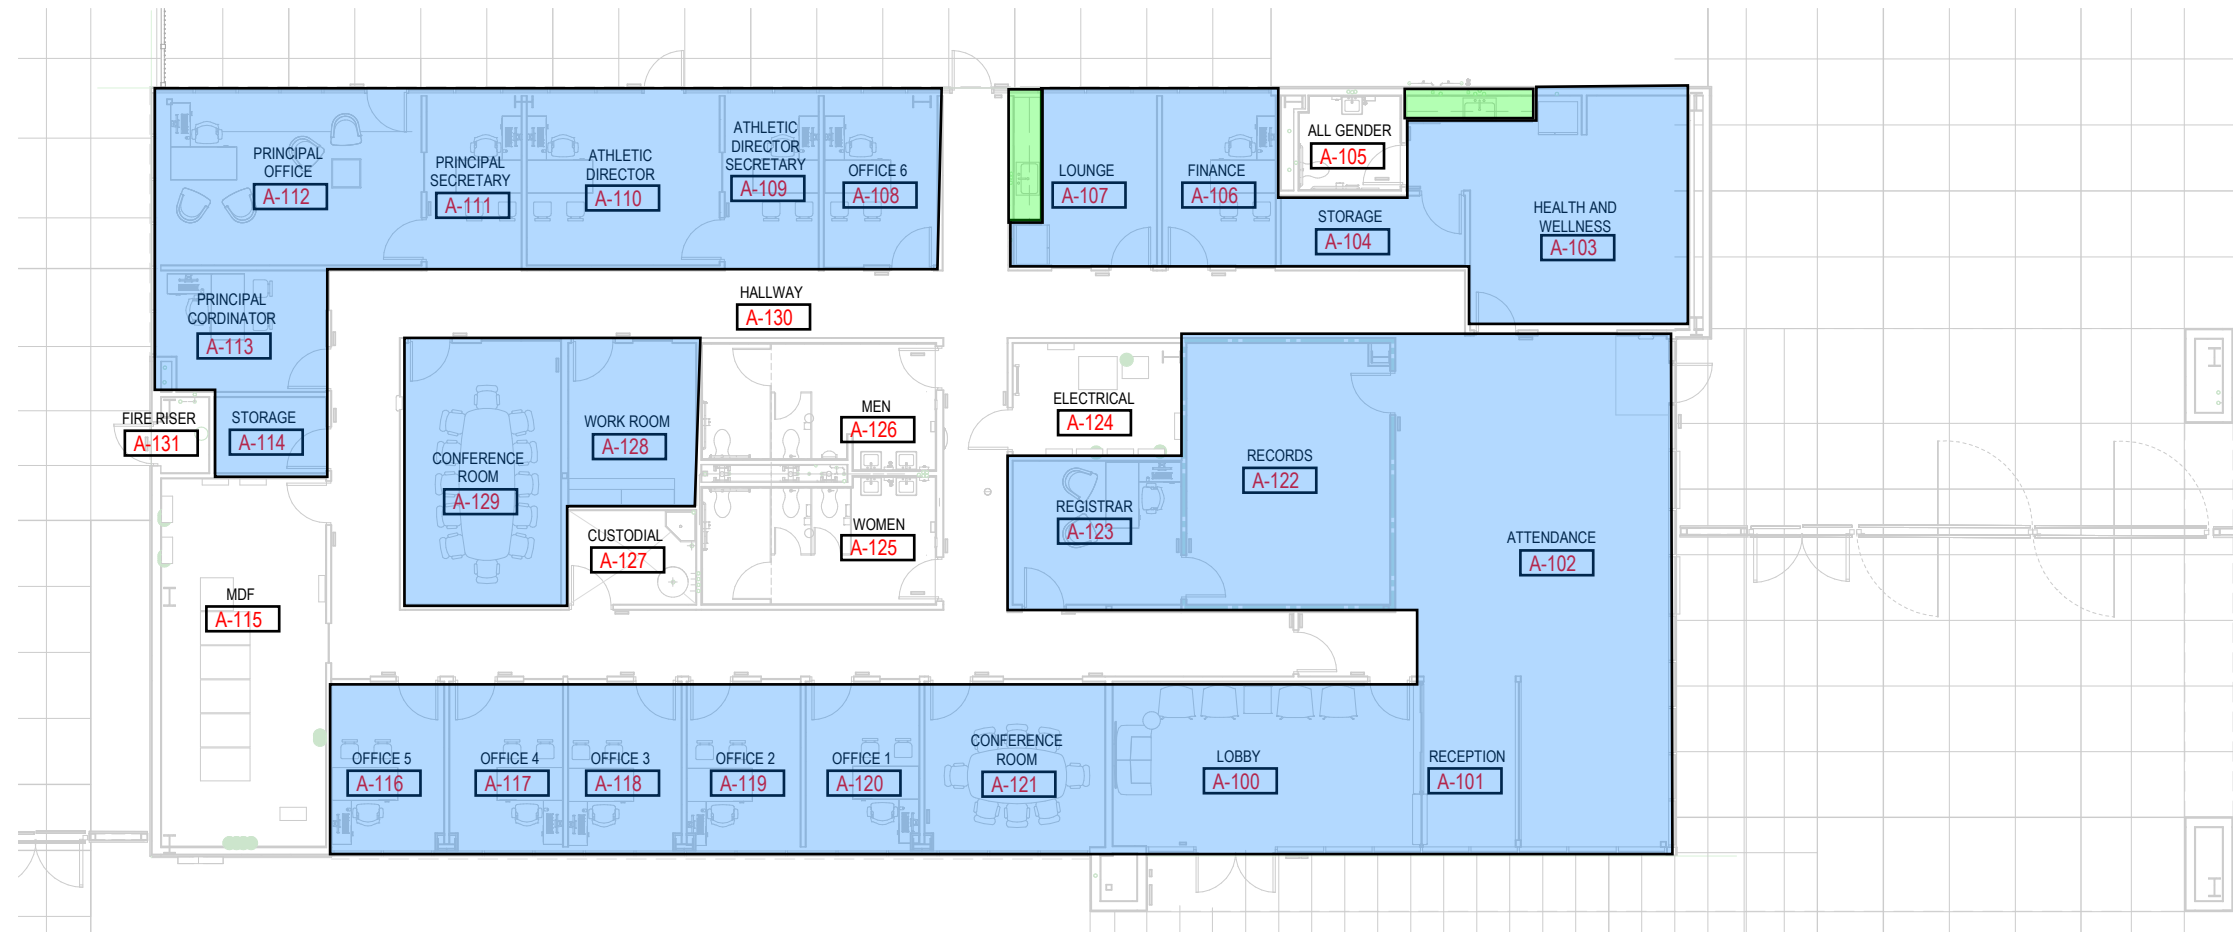 PRINCIPAL
OFFICE
A-112
PRINCIPAL
SECRETARY
A-111
ATHLETIC
DIRECTOR
A-110
ATHLETIC
DIRECTOR
SECRETARY
A-109
OFFICE 6
A-108
LOUNGE
A-107
FINANCE
A-106
ALL GENDER
A-105
STORAGE
A-104
HEALTH AND
WELLNESS
A-103
PRINCIPAL
CORDINATOR
A-113
HALLWAY
A-130
FIRE RISER
A-131
STORAGE
A-114
CONFERENCE
ROOM
A-129
WORK ROOM
A-128
MEN
A-126
ELECTRICAL
A-124
RECORDS
A-122
REGISTRAR
A-123
WOMEN
A-125
CUSTODIAL
A-127
ATTENDANCE
A-102
MDF
A-115
OFFICE 5
A-116
OFFICE 4
A-117
OFFICE 3
A-118
OFFICE 2
A-119
OFFICE 1
A-120
CONFERENCE
ROOM
A-121
LOBBY
A-100
RECEPTION
A-101